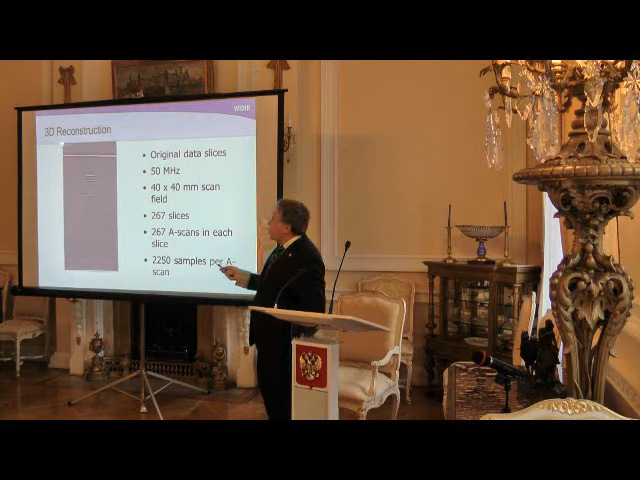 WIDIR
3D Reconstruction
• Original data slices
• 50 MHz
• 40 x 40 mm scan
field
• 267 slices
• 267 A-scans in each
slice
• 2250 samples per A-
scan